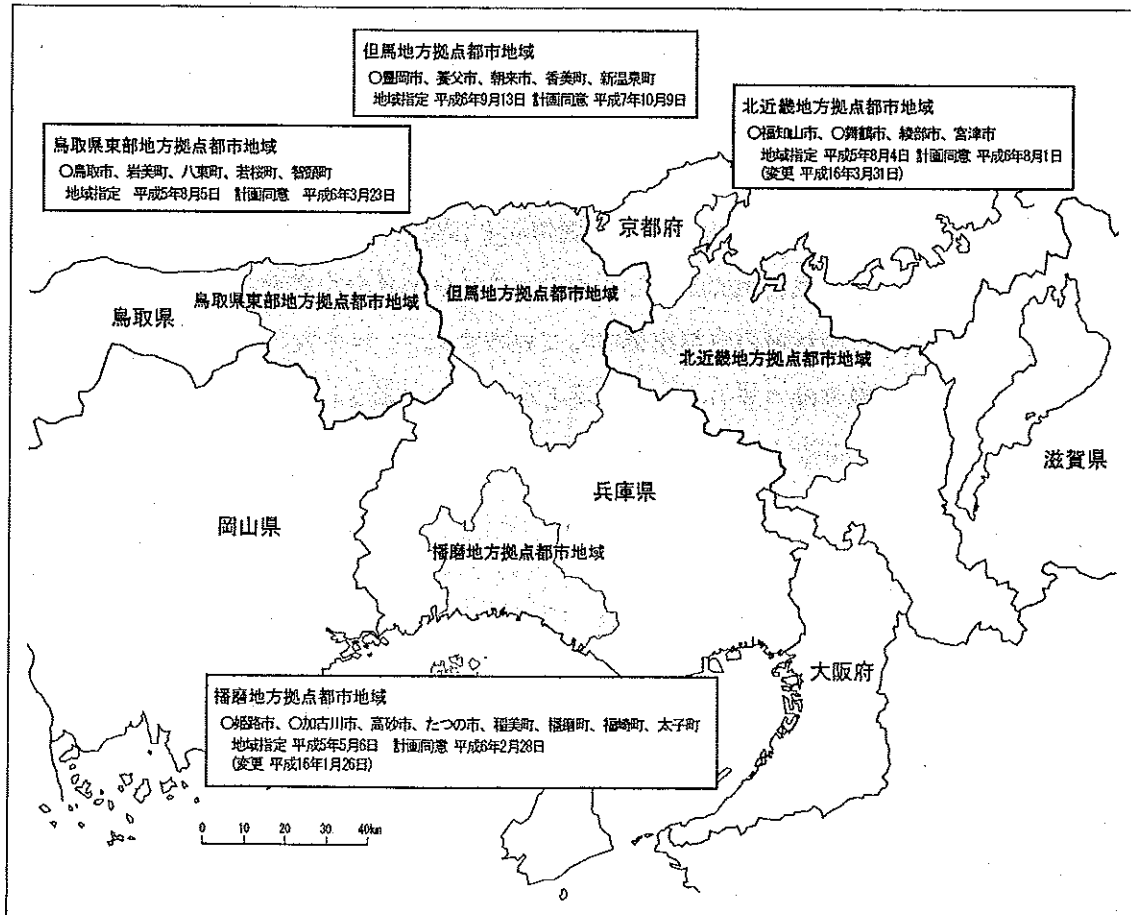 但馬地方拠点都市地域
○豊岡市、養父市、朝来市、香美町、新温泉町
地域指定 平成6年9月13日 計画同意 平成7年10月9日
北近畿地方拠点都市地域
○福知山市、○舞鶴市、綾部市、宮津市
地域指定 平成5年8月4日 計画同意 平成6年8月1日
(変更 平成16年3月31日)
鳥取県東部地方拠点都市地域
○鳥取市、岩美町、八東町、若桜町、智頭町
地域指定 平成5年8月5日 計画同意 平成6年3月23日
京都府
鳥取県東部地方拠点都市地域
但馬地方拠点都市地域
鳥取県
北近畿地方拠点都市地域
滋賀県
兵庫県
岡山県
播磨地方拠点都市地域
大阪府
播磨地方拠点都市地域
○姫路市、○加古川市、高砂市、たつの市、稲美町、播磨町、福崎町、太子町
地域指定 平成5年5月6日 計画同意 平成6年2月28日
(変更 平成16年1月26日)
0 10 20 30 40km